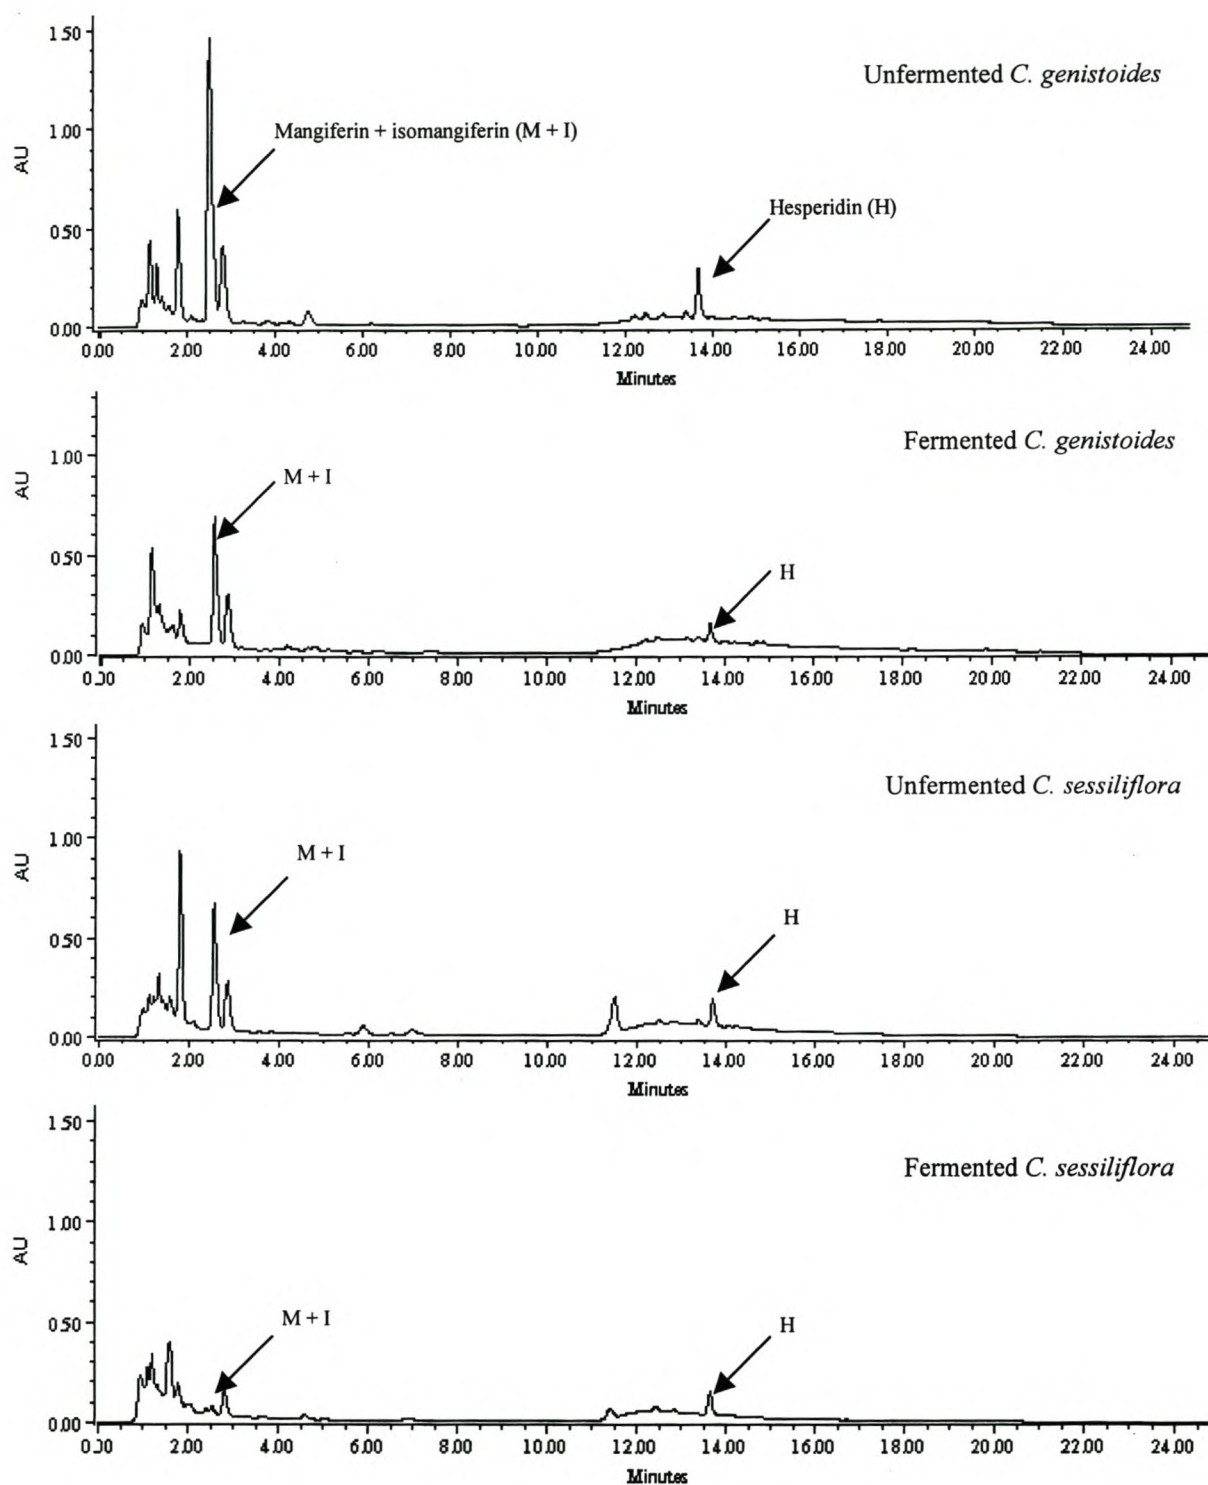 1.50
Unfermented C. genistoides
Mangiferin + isomangiferin (M + I)
1.00
AU
Hesperidin (H)
0.50
0.00
0.00 2.00 4.00 6.00 8.00 10.00 12.00 14.00 16.00 18.00 20.00 22.00 24.00
Minutes
Fermented C. genistoides
1.00
M + I
AU
0.50
H
0.00
0.00 2.00 4.00 6.00 8.00 10.00 12.00 14.00 16.00 18.00 20.00 22.00 24.00
Minutes
1.50
Unfermented C. sessiliflora
1.00
M + I
AU
H
0.50
0.00
0.00 2.00 4.00 6.00 8.00 10.00 12.00 14.00 16.00 18.00 20.00 22.00 24.00
Minutes
1.50
Fermented C. sessiliflora
1.00
AU
0.50
M + I
H
0.00
0.00 2.00 4.00 6.00 8.00 10.00 12.00 14.00 16.00 18.00 20.00 22.00 24.00
Minutes